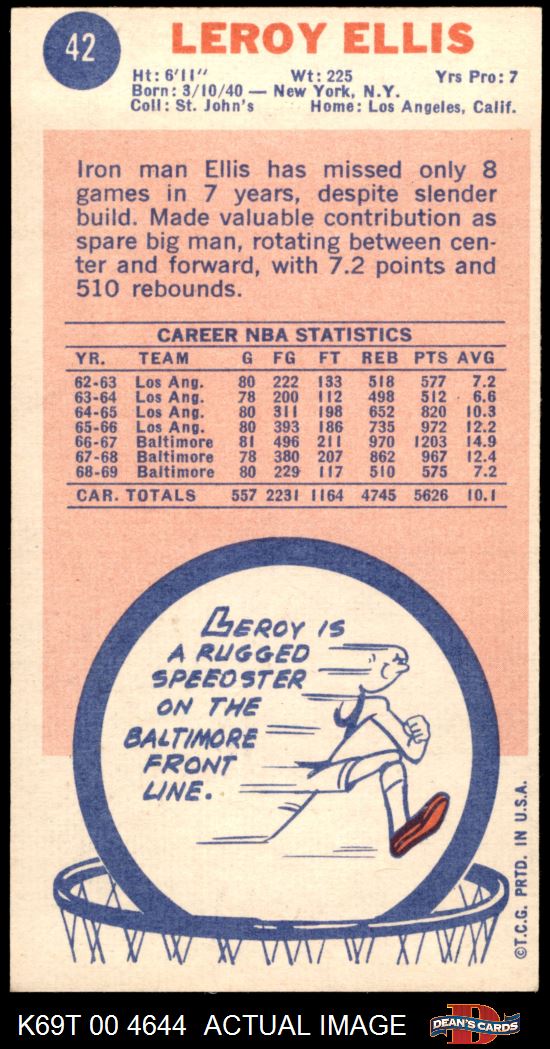 42
LEROY ELLIS
Ht: 6'11" Wt: 225 Yrs Pro: 7
Born: 3/10/40 — New York, N.Y.
Coll: St. John's Home: Los Angeles, Calif.
Iron man Ellis has missed only 8
games in 7 years, despite slender
build. Made valuable contribution as
spare big man, rotating between cen-
ter and forward, with 7.2 points and
510 rebounds.
CAREER NBA STATISTICS
YR. TEAM G FG FT REB PTS AVG
62-63 Los Ang. 80 222 133 518 577 7.2
63-64 Los Ang. 78 200 112 498 512 6.6
64-65 Los Ang. 80 311 198 652 820 10.3
65-66 Los Ang. 80 393 186 735 972 12.2
66-67 Baltimore 81 496 211 970 1203 14.9
67-68 Baltimore 78 380 207 862 967 12.4
68-69 Baltimore 80 229 117 510 575 7.2
CAR. TOTALS 557 2231 1164 4745 5626 10.1
LEROY IS
A RUGGED
SPEEDSTER
ON THE
BALTIMORE
FRONT
LINE.
©T.C.G. PRTD. IN U.S.A.
K69T 00 4644 ACTUAL IMAGE
D
DEAN'S CARDS